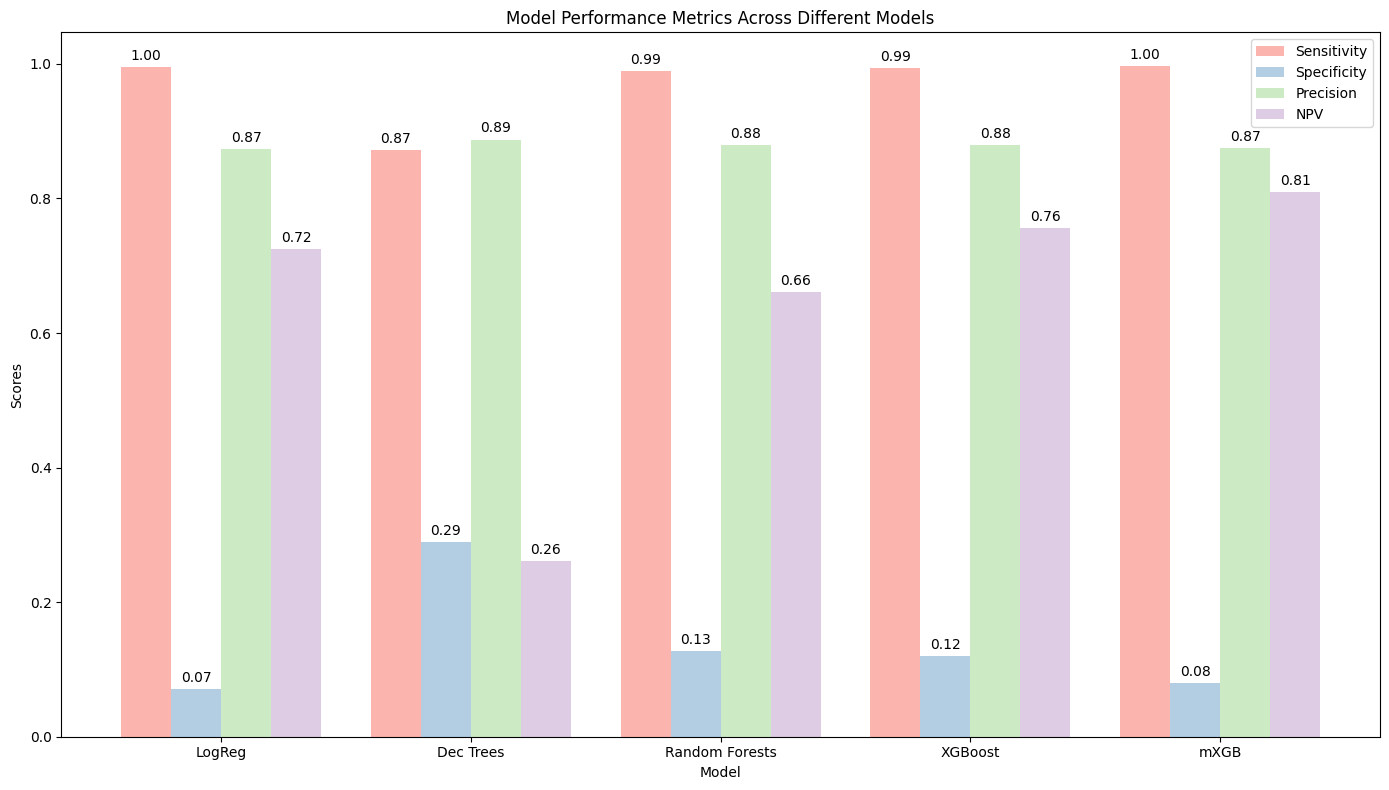 Model Performance Metrics Across Different Models
Sensitivity
Specificity
Precision
NPV
Scores
1.0
0.8
0.6
0.4
0.2
0.0
1.00
0.07
0.87
0.72
0.87
0.29
0.89
0.26
0.99
0.13
0.88
0.66
0.99
0.12
0.88
0.76
1.00
0.08
0.87
0.81
LogReg
Dec Trees
Random Forests
XGBoost
mXGB
Model